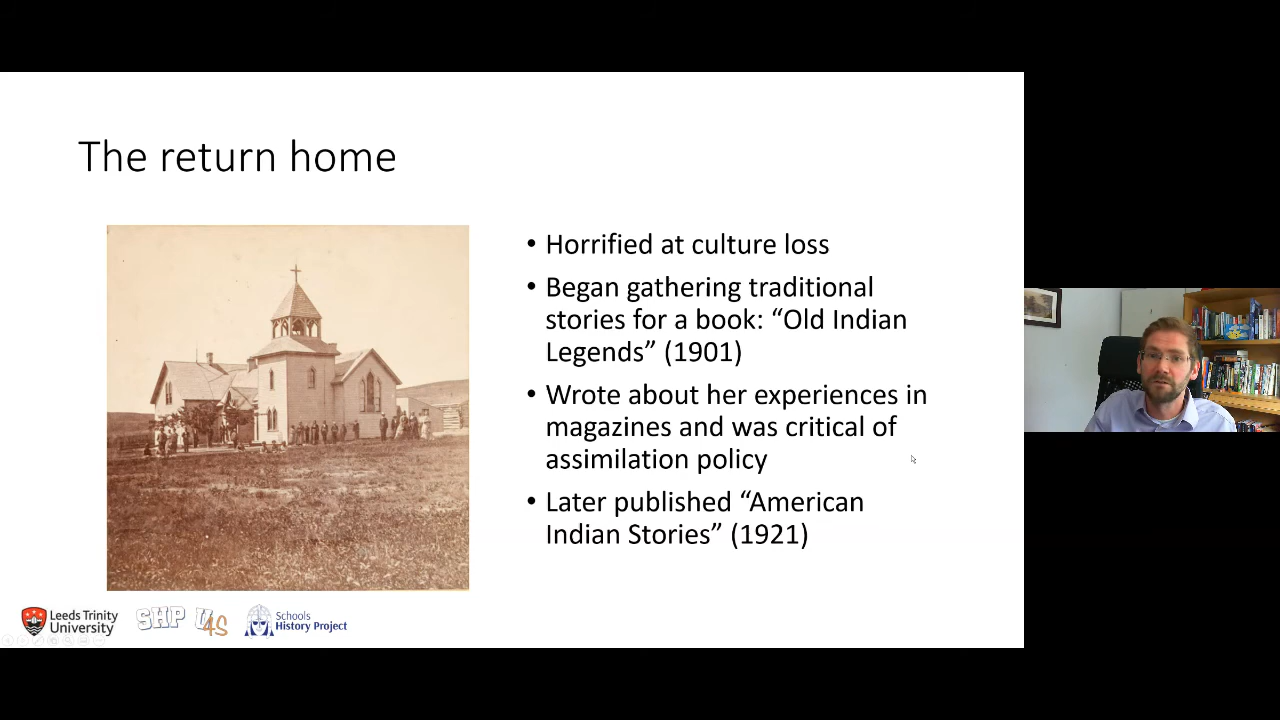 The return home
• Horrified at culture loss
• Began gathering traditional
stories for a book: “Old Indian
Legends” (1901)
• Wrote about her experiences in
magazines and was critical of
assimilation policy
• Later published “American
Indian Stories” (1921)
Leeds Trinity
University
SHP
4S
Schools
History Project